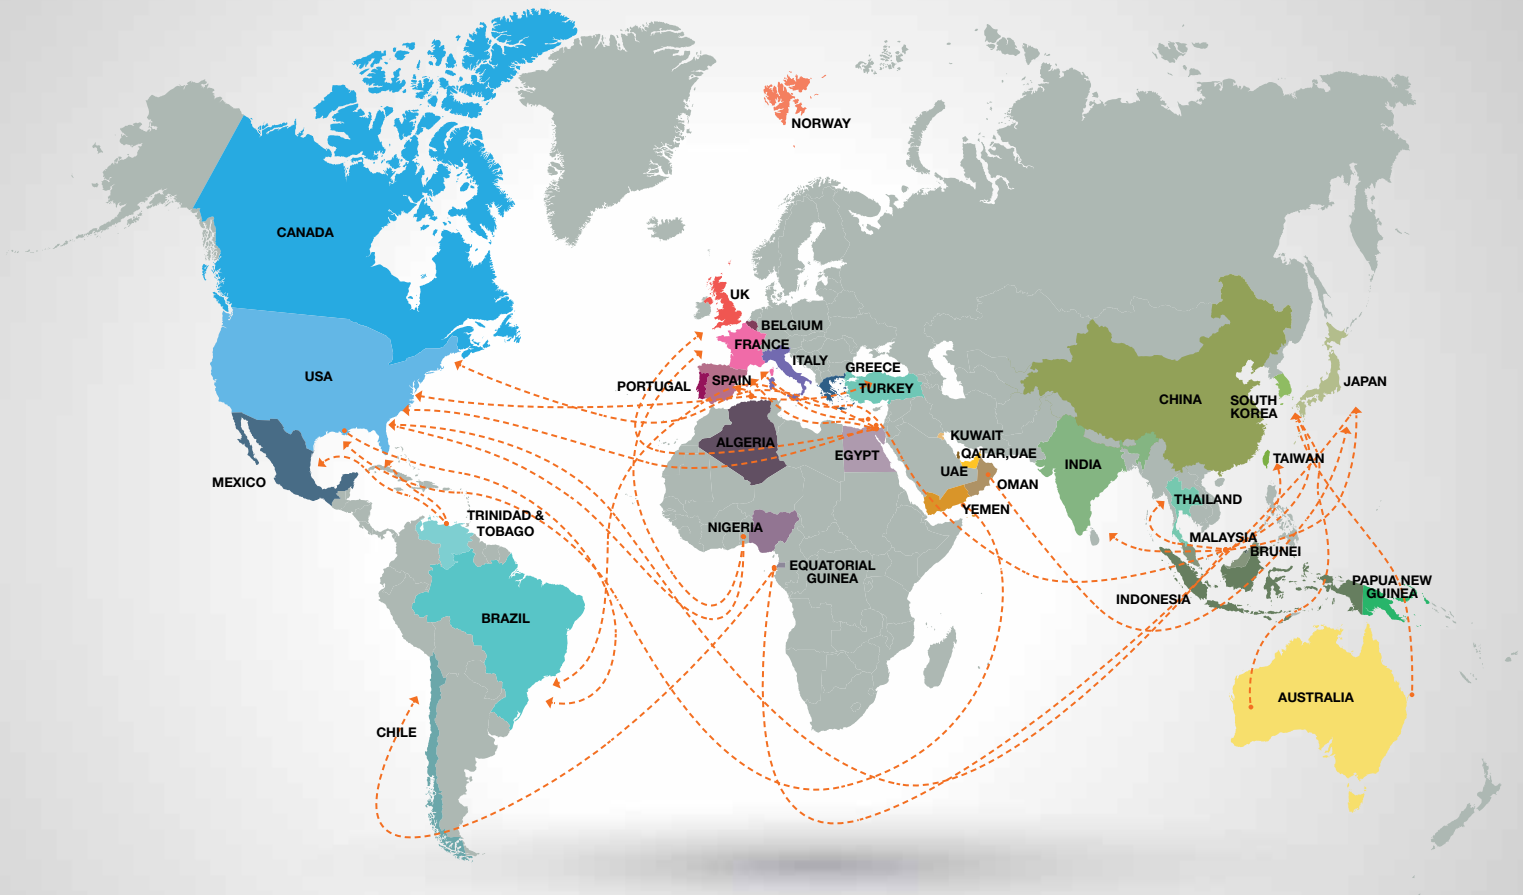 NORWAY
CANADA
UK
BELGIUM
FRANCE
ITALY
GREECE
USA
PORTUGAL
SPAIN
TURKEY
JAPAN
CHINA
SOUTH
KOREA
ALGERIA
EGYPT
KUWAIT
QATAR,UAE
TAIWAN
INDIA
UAE
MEXICO
OMAN
THAILAND
YEMEN
TRINIDAD &
TOBAGO
NIGERIA
MALAYSIA
BRUNEI
EQUATORIAL
GUINEA
PAPUA NEW
GUINEA
INDONESIA
BRAZIL
AUSTRALIA
CHILE